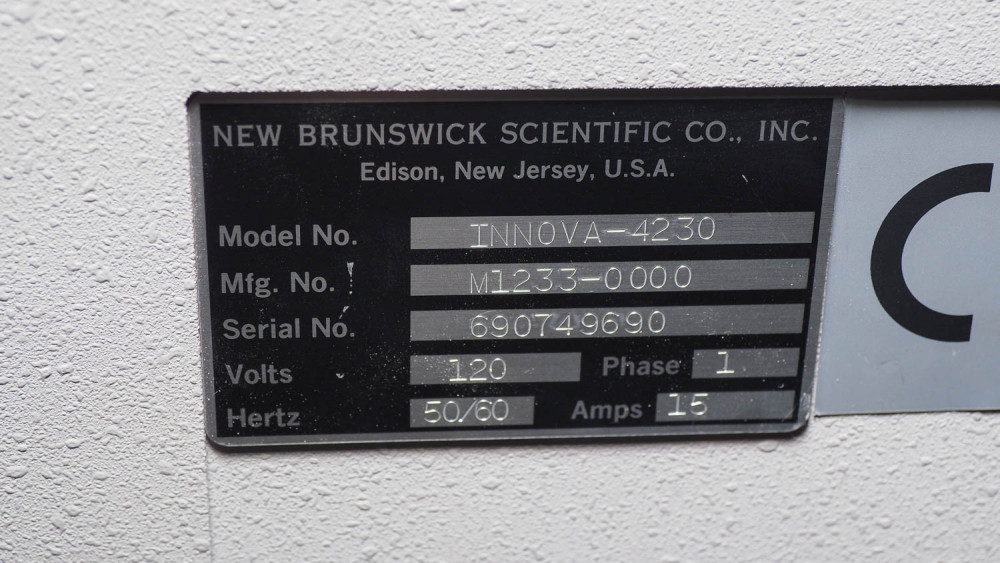 NEW BRUNSWICK SCIENTIFIC CO., INC.
Edison, New Jersey, U.S.A.
Model No. INNOVA-4230
Mfg. No. M1233-0000
Serial No. 690749690
Volts 120 Phase 1
Hertz 50/60 Amps 15
C